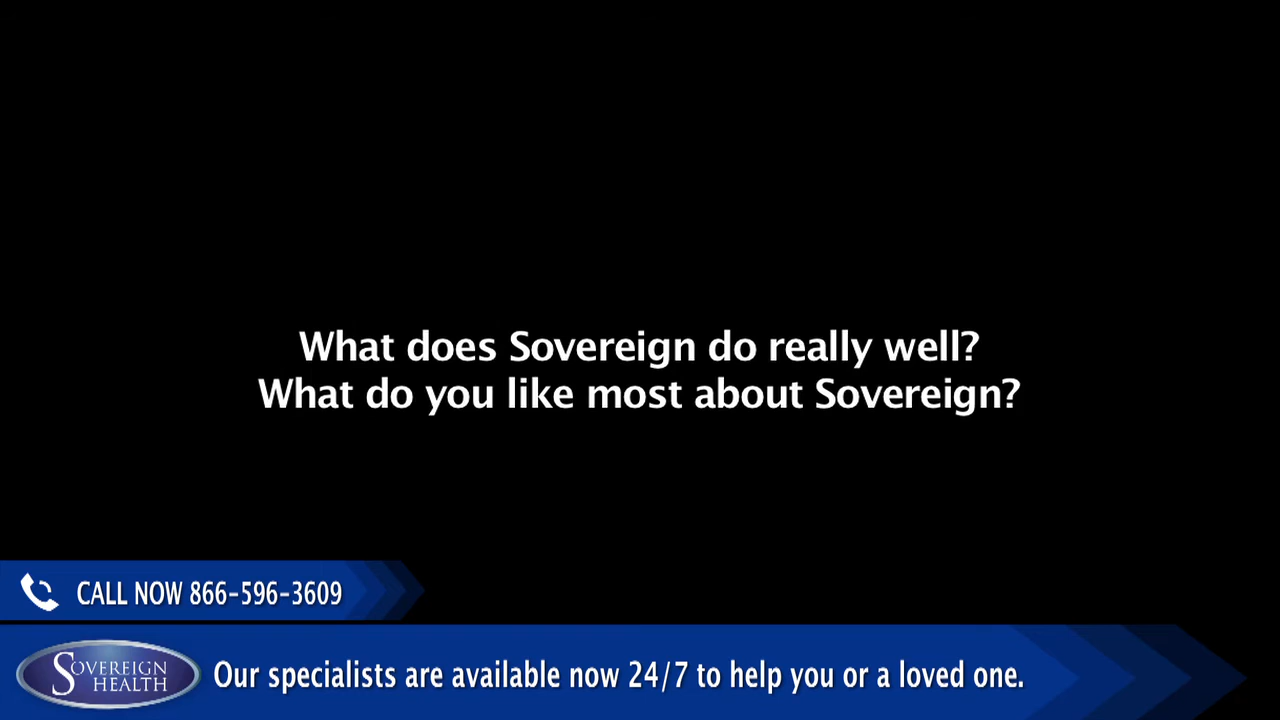 What does Sovereign do really well?
What do you like most about Sovereign?
CALL NOW 866-596-3609
SOVEREIGN
HEALTH
Our specialists are available now 24/7 to help you or a loved one.